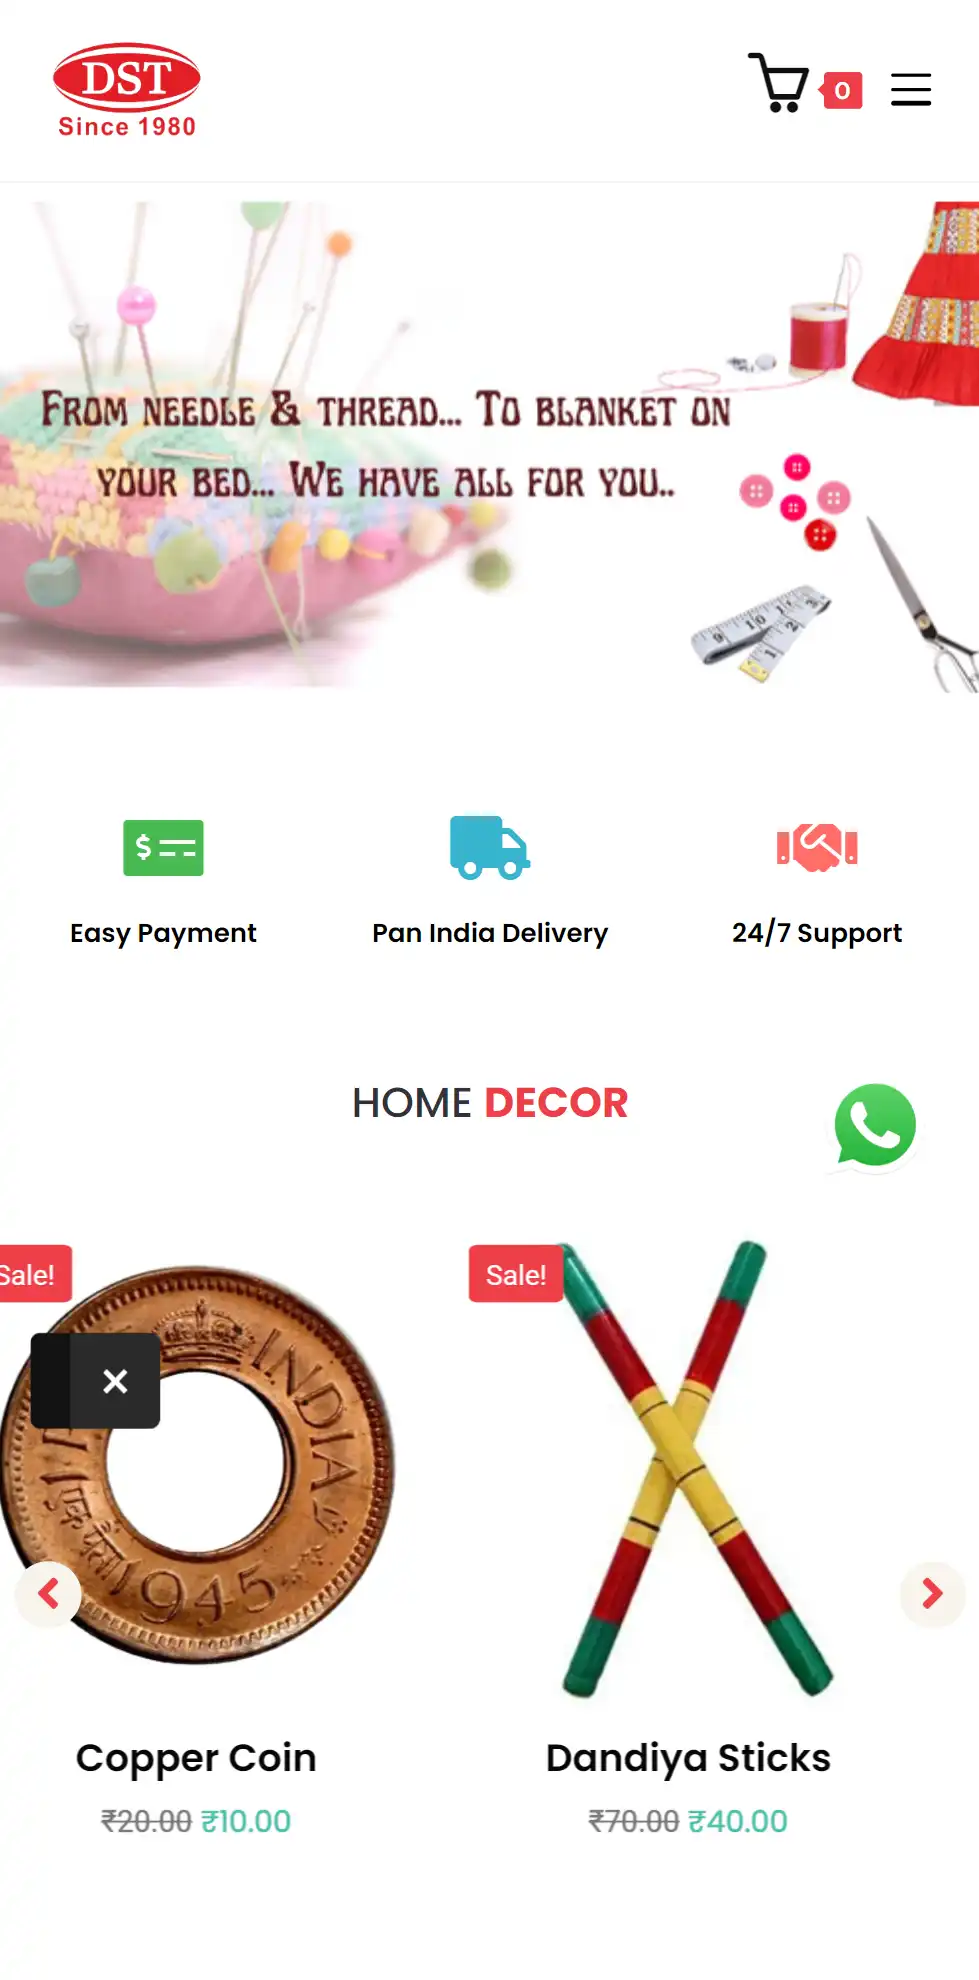 DST
Since 1980
0
From needle & thread... To blanket on
your bed... We have all for you..
Easy Payment
Pan India Delivery
24/7 Support
HOME DECOR
Sale!
Sale!
INDIA
1945
Copper Coin
Dandiya Sticks
₹20.00 ₹10.00
₹70.00 ₹40.00